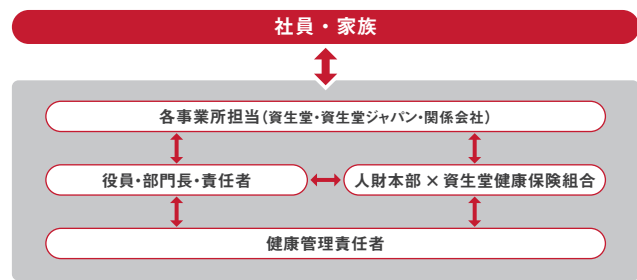 社員・家族
各事業所担当(資生堂・資生堂ジャパン・関係会社)
役員・部門長・責任者
人財本部 × 資生堂健康保険組合
健康管理責任者